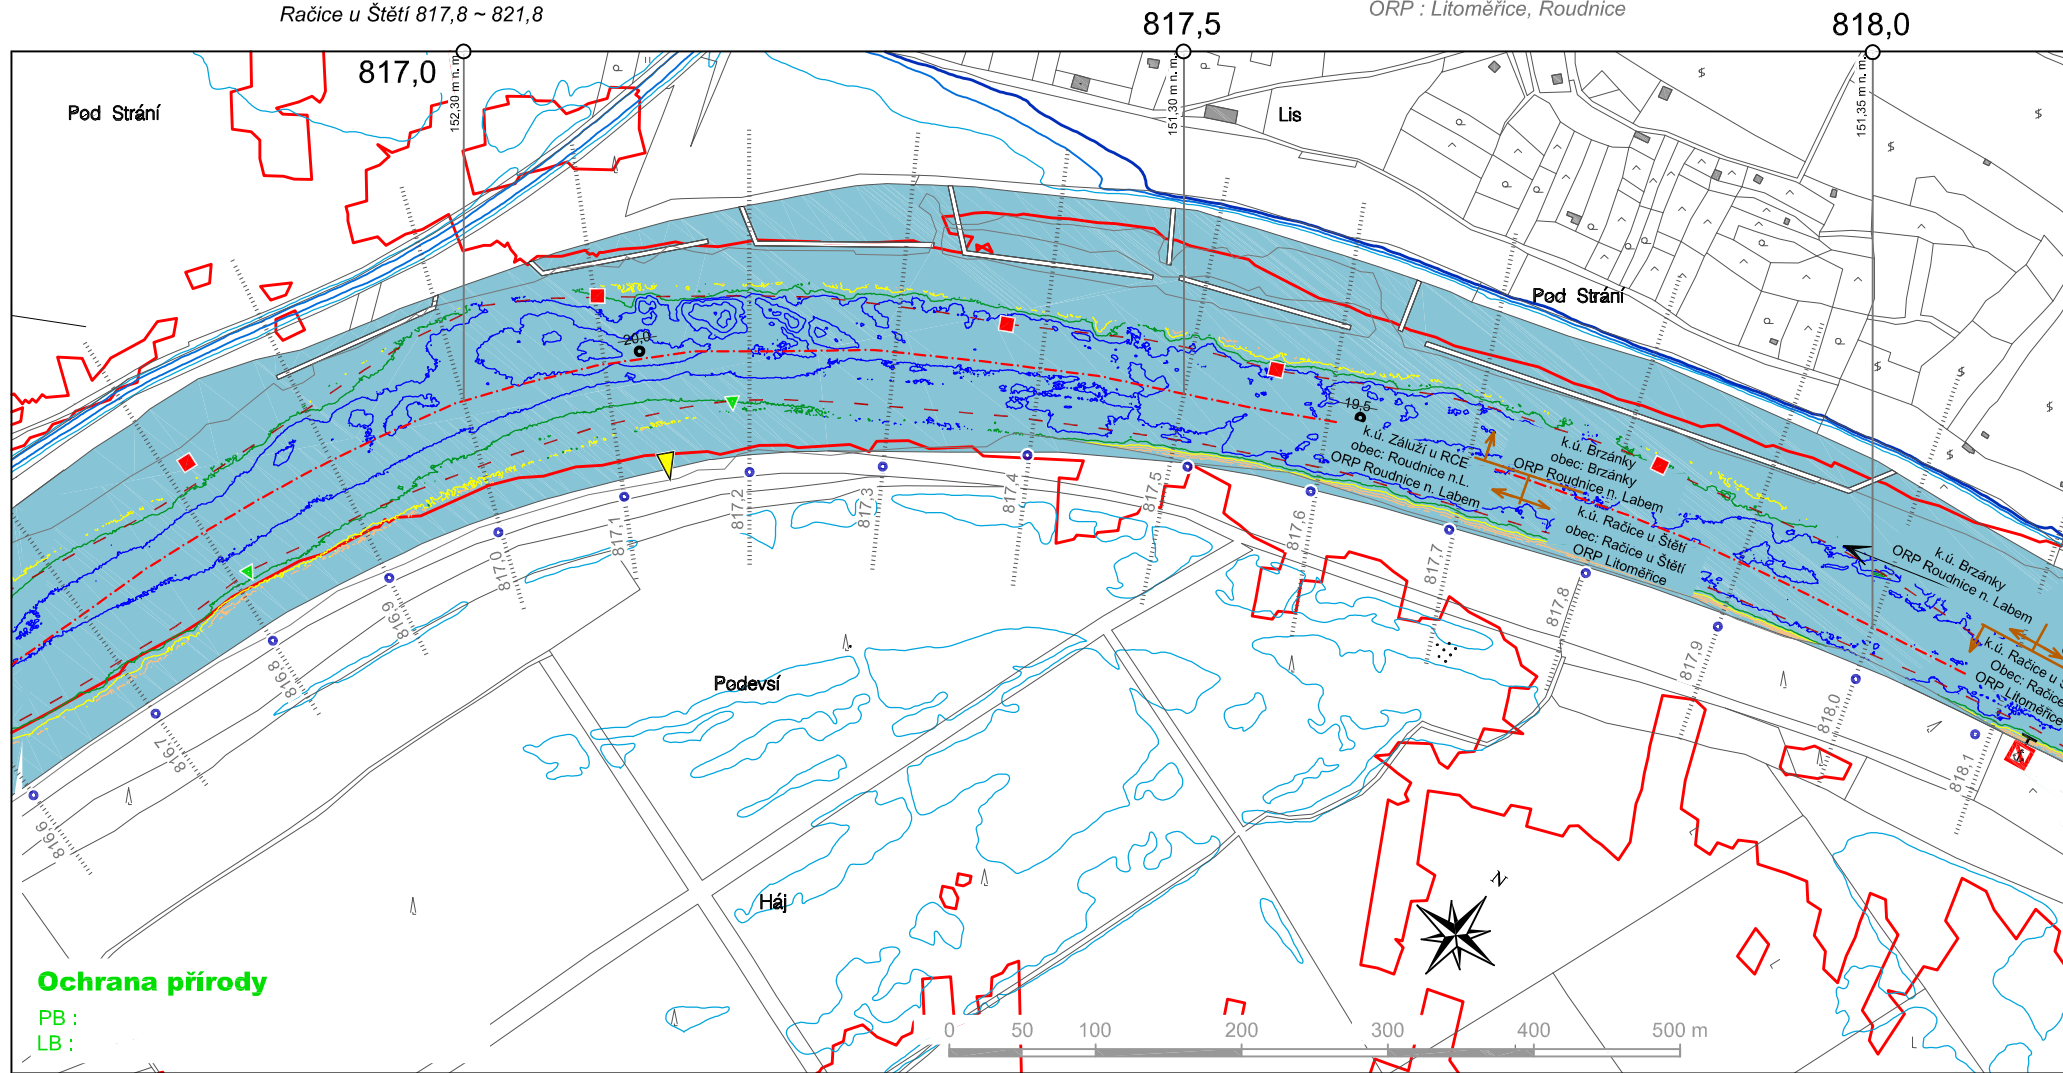 Račice u Štětí 817,8 ~ 821,8
ORP : Litoměřice, Roudnice
817,0
817,5
818,0
152,30 m n. m.
151,30 m n. m.
151,35 m n. m.
Pod Strání
Lis
Pod Strání
20,0
19,5
k.ú. Záluží u RCE
obec: Roudnice n.L.
ORP Roudnice n. Labem
k.ú. Brzánky
obec: Brzánky
ORP Roudnice n. Labem
k.ú. Račice u Štětí
obec: Račice u Štětí
ORP Litoměřice
k.ú. Brzánky
ORP Roudnice n. Labem
k.ú. Račice u Š
Obec: Račice
ORP Litoměřice
816,6
816,7
816,8
816,9
817,0
817,1
817,2
817,3
817,4
817,5
817,6
817,7
817,8
817,9
818,0
818,1
Podevsí
Háj
N
Ochrana přírody
PB :
LB :
0 50 100 200 300 400 500 m